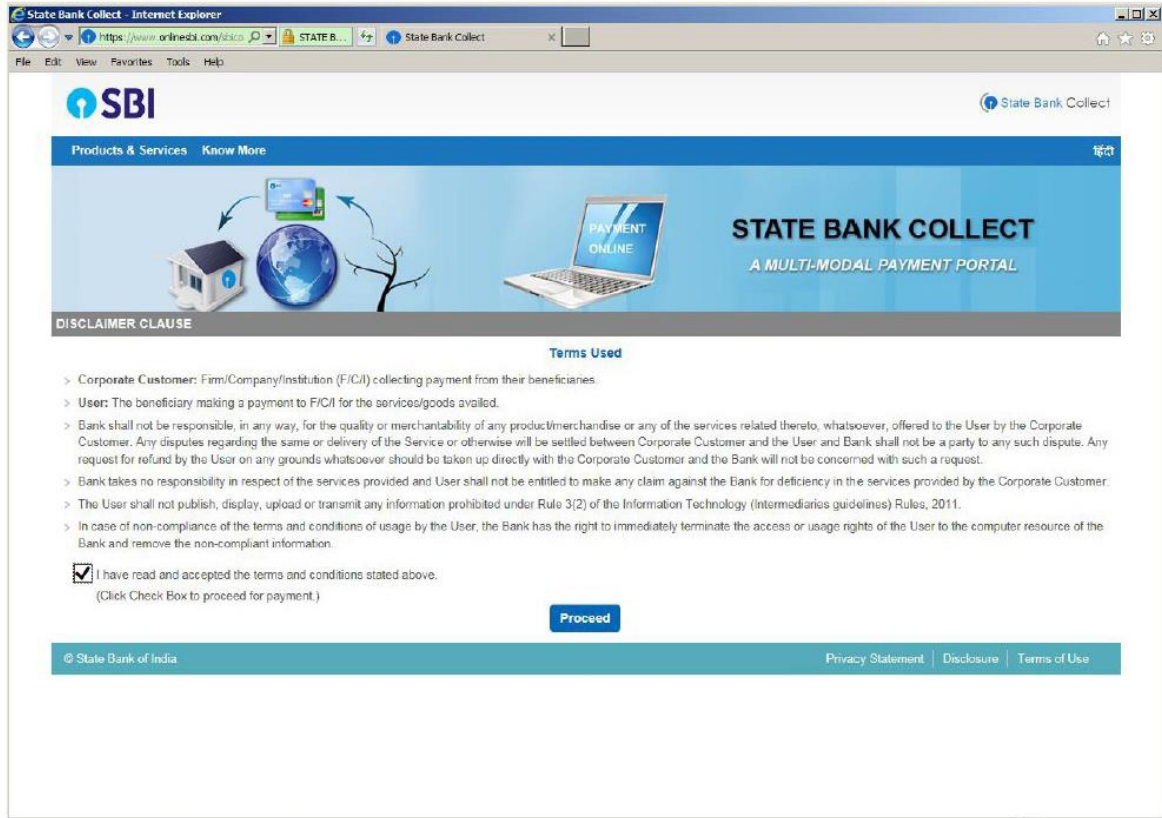 State Bank Collect - Internet Explorer
https://www.onlinesbi.com/sbico STATE B... State Bank Collect
File Edit View Favorites Tools Help
SBI State Bank Collect
Products & Services Know More हिंदी
PAYMENT
ONLINE
STATE BANK COLLECT
A MULTI-MODAL PAYMENT PORTAL
DISCLAIMER CLAUSE
Terms Used
> Corporate Customer: Firm/Company/Institution (F/C/I) collecting payment from their beneficiaries.
> User: The beneficiary making a payment to F/C/I for the services/goods availed.
> Bank shall not be responsible, in any way, for the quality or merchantability of any product/merchandise or any of the services related thereto, whatsoever, offered to the User by the Corporate
Customer. Any disputes regarding the same or delivery of the Service or otherwise will be settled between Corporate Customer and the User and Bank shall not be a party to any such dispute. Any
request for refund by the User on any grounds whatsoever should be taken up directly with the Corporate Customer and the Bank will not be concerned with such a request.
> Bank takes no responsibility in respect of the services provided and User shall not be entitled to make any claim against the Bank for deficiency in the services provided by the Corporate Customer.
> The User shall not publish, display, upload or transmit any information prohibited under Rule 3(2) of the Information Technology (Intermediaries guidelines) Rules, 2011.
> In case of non-compliance of the terms and conditions of usage by the User, the Bank has the right to immediately terminate the access or usage rights of the User to the computer resource of the
Bank and remove the non-compliant information.
I have read and accepted the terms and conditions stated above.
(Click Check Box to proceed for payment.)
Proceed
© State Bank of India Privacy Statement | Disclosure | Terms of Use